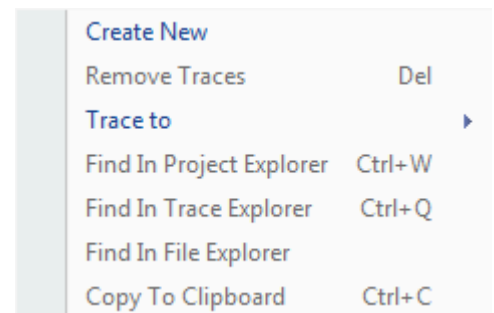 Create New
Remove Traces Del
Trace to
Find In Project Explorer Ctrl+W
Find In Trace Explorer Ctrl+Q
Find In File Explorer
Copy To Clipboard Ctrl+C